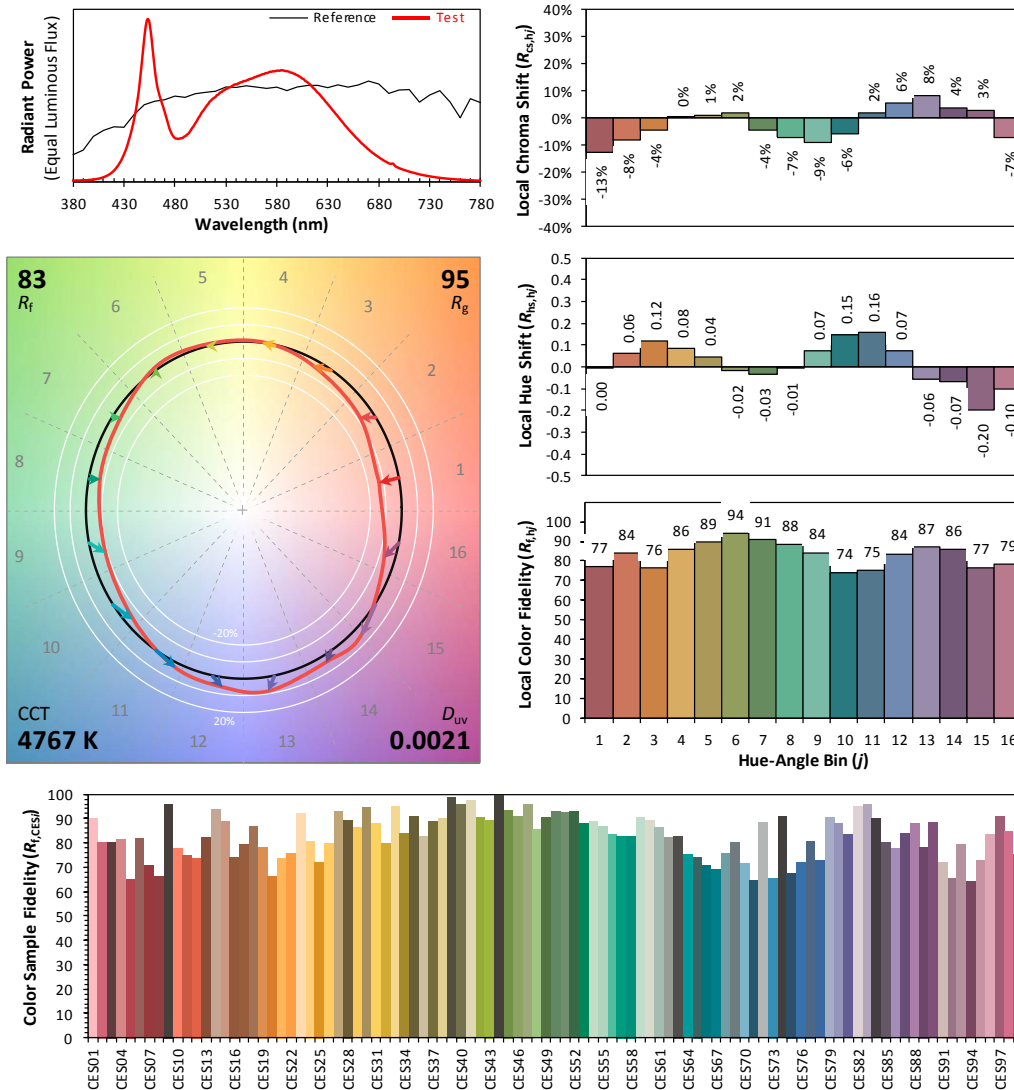 Radiant Power
(Equal Luminous Flux)
Reference
Test
380
430
480
530
580
630
680
730
780
Wavelength (nm)
Local Chroma Shift (Rcs,hj)
40%
30%
20%
10%
0%
-10%
-20%
-30%
-40%
-13%
-8%
-4%
0%
1%
2%
-4%
-7%
-9%
-6%
2%
6%
8%
4%
3%
-7%
83
Rf
95
Rg
5
4
6
3
7
2
8
1
9
16
10
15
11
14
12
13
-20%
20%
CCT
4767 K
Duv
0.0021
Local Hue Shift (Rhs,hj)
0.5
0.4
0.3
0.2
0.1
0.0
-0.1
-0.2
-0.3
-0.4
-0.5
0.00
0.06
0.12
0.08
0.04
-0.02
-0.03
-0.01
0.07
0.15
0.16
0.07
-0.06
-0.07
-0.20
-0.10
Local Color Fidelity (Rf,hj)
100
90
80
70
60
50
40
30
20
10
0
77
84
76
86
89
94
91
88
84
74
75
84
87
86
77
79
1 2 3 4 5 6 7 8 9 10 11 12 13 14 15 16
Hue-Angle Bin (j)
Color Sample Fidelity (Rf,CESi)
100
90
80
70
60
50
40
30
20
10
0
CES01
CES04
CES07
CES10
CES13
CES16
CES19
CES22
CES25
CES28
CES31
CES34
CES37
CES40
CES43
CES46
CES49
CES52
CES55
CES58
CES61
CES64
CES67
CES70
CES73
CES76
CES79
CES82
CES85
CES88
CES91
CES94
CES97